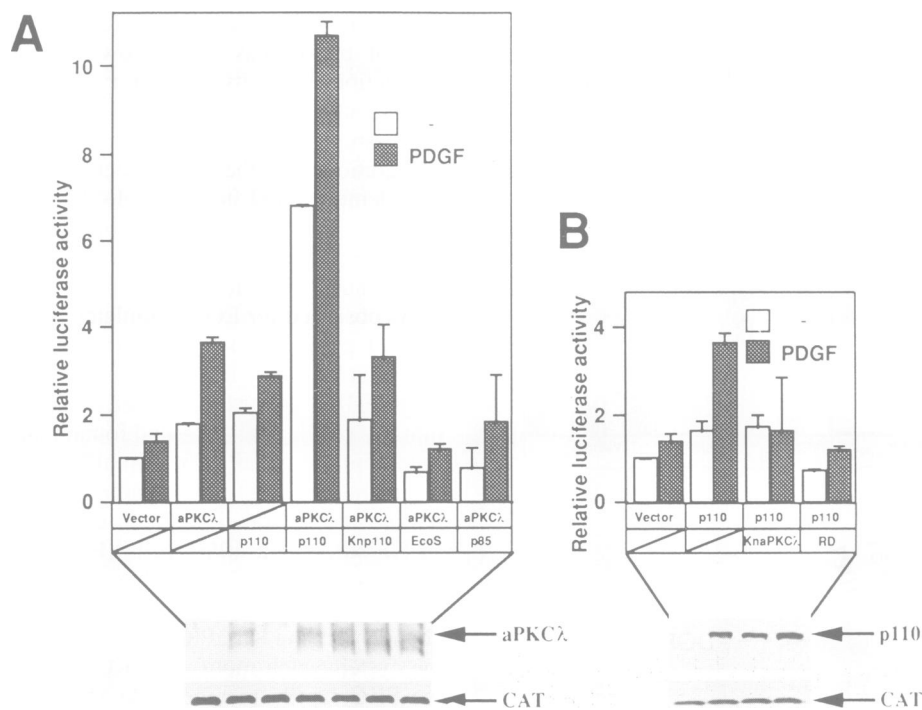 A
Relative luciferase activity
10
8
6
4
2
0
-
PDGF
Vector aPKCλ aPKCλ aPKCλ aPKCλ aPKCλ
p110 p110 Knp110 EcoS p85
aPKCλ
CAT
B
Relative luciferase activity
4
2
0
-
PDGF
Vector p110 p110 p110
KnaPKCλ RD
p110
CAT